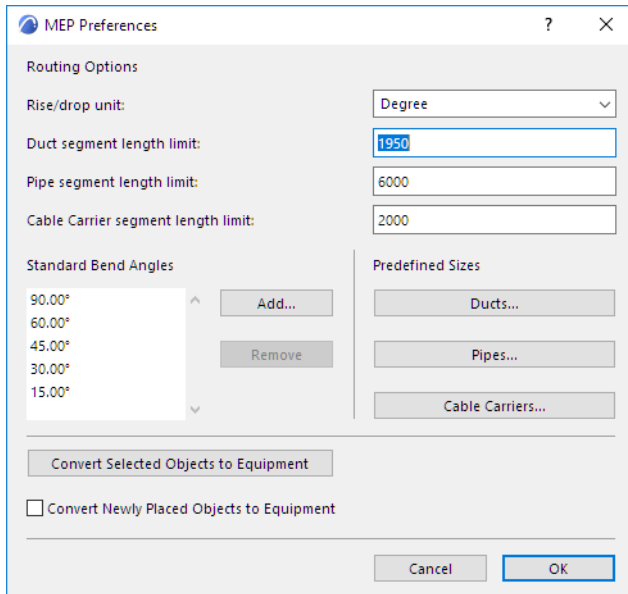 MEP Preferences
?
Routing Options
Rise/drop unit:
Degree
Duct segment length limit:
1950
Pipe segment length limit:
6000
Cable Carrier segment length limit:
2000
Standard Bend Angles
90.00°
60.00°
45.00°
30.00°
15.00°
Add...
Remove
Predefined Sizes
Ducts...
Pipes...
Cable Carriers...
Convert Selected Objects to Equipment
Convert Newly Placed Objects to Equipment
Cancel
OK